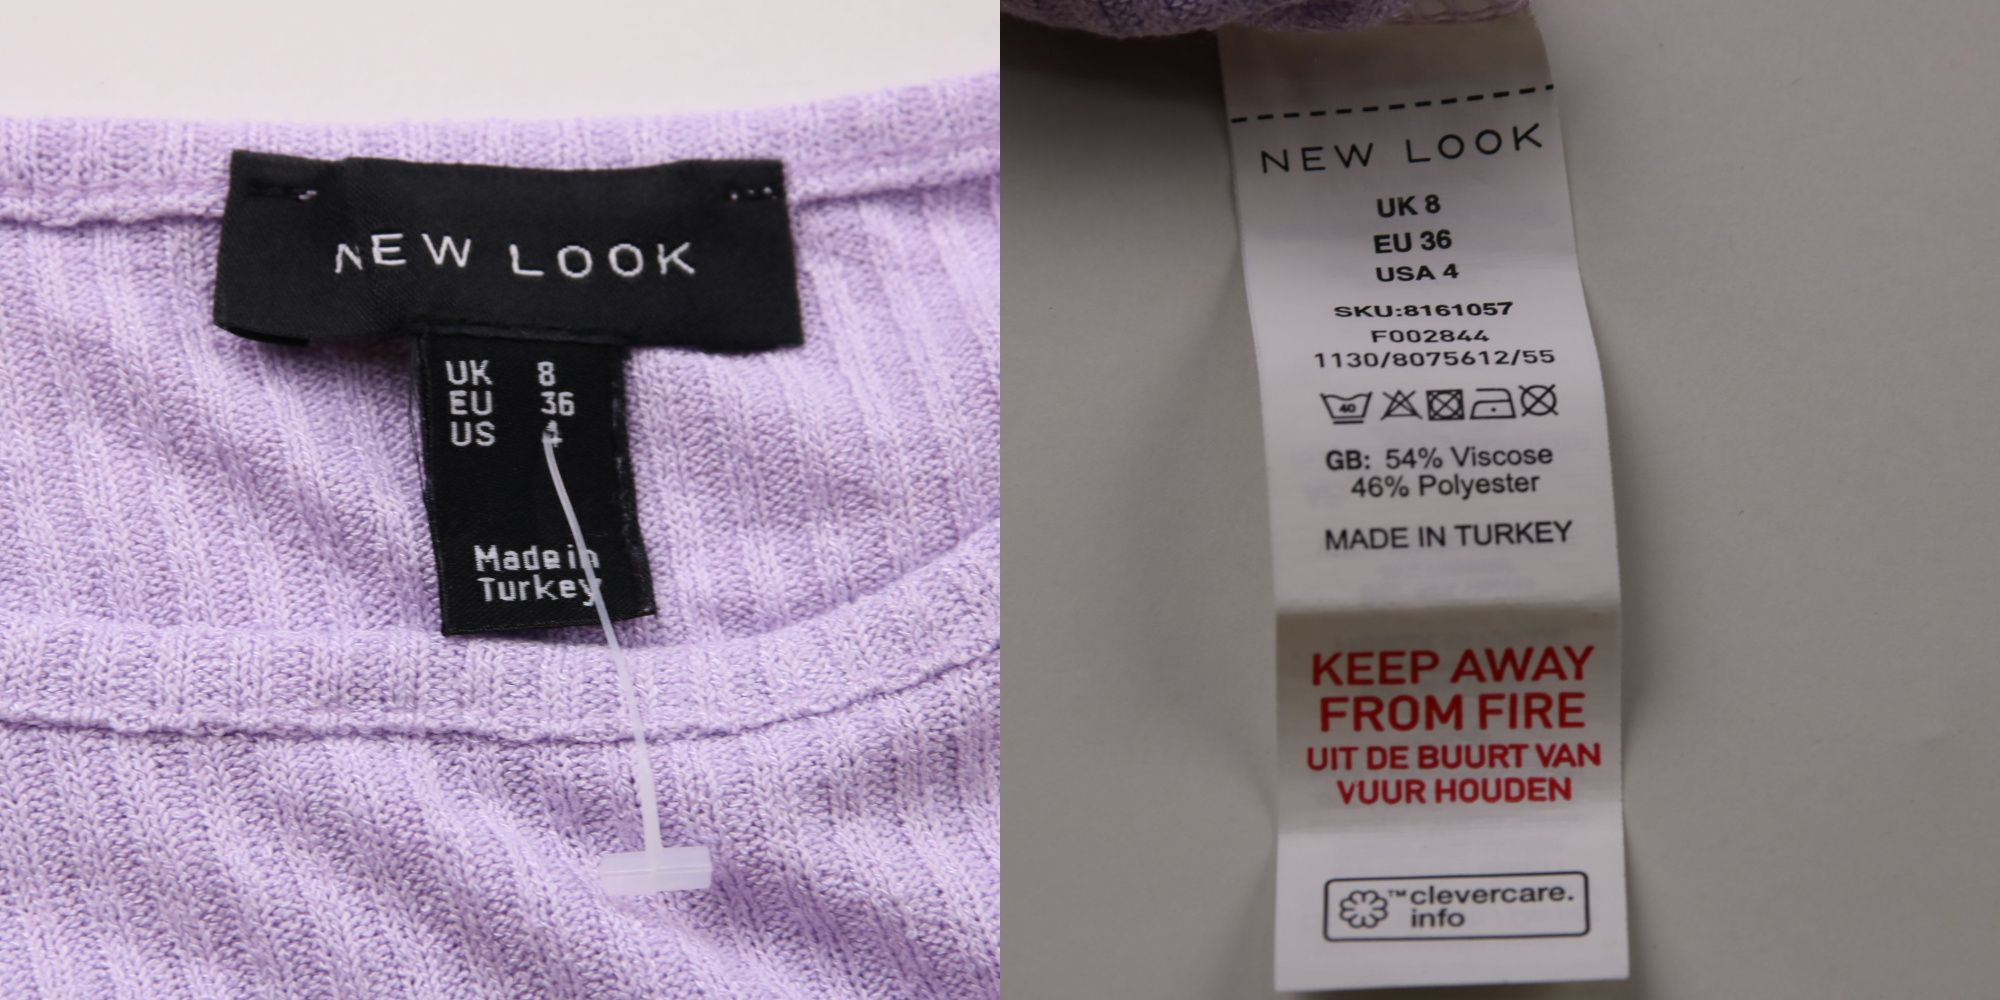 NEW LOOK
UK 8
EU 36
US 4
Made in
Turkey
NEW LOOK
UK 8
EU 36
USA 4
SKU:8161057
F002844
1130/8075612/55
40
GB: 54% Viscose
46% Polyester
MADE IN TURKEY
KEEP AWAY
FROM FIRE
UIT DE BUURT VAN
VUUR HOUDEN
™clevercare.
info